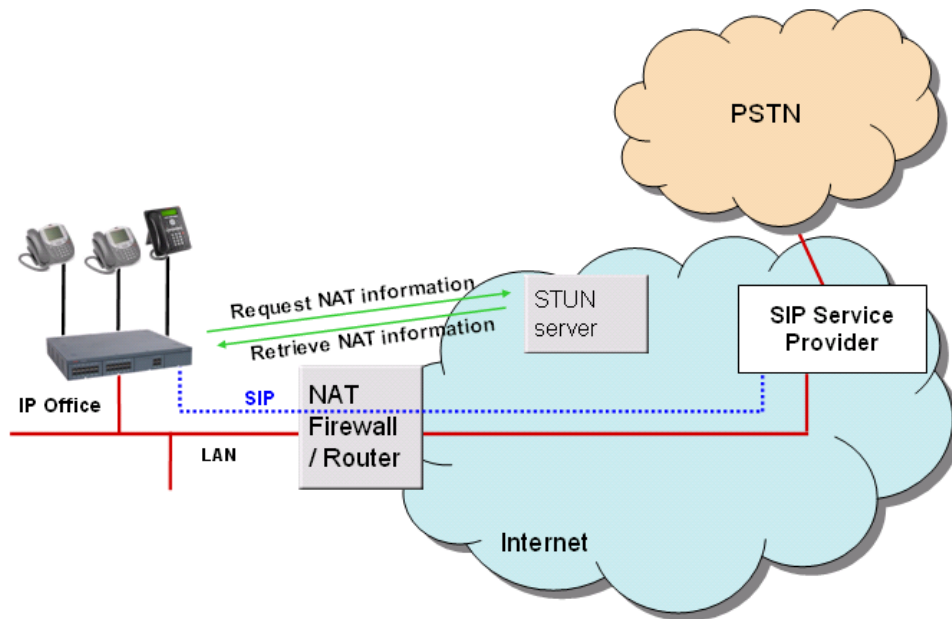 PSTN
Request NAT information
Retrieve NAT information
STUN
server
SIP Service
Provider
IP Office
SIP
NAT
Firewall
/ Router
LAN
Internet